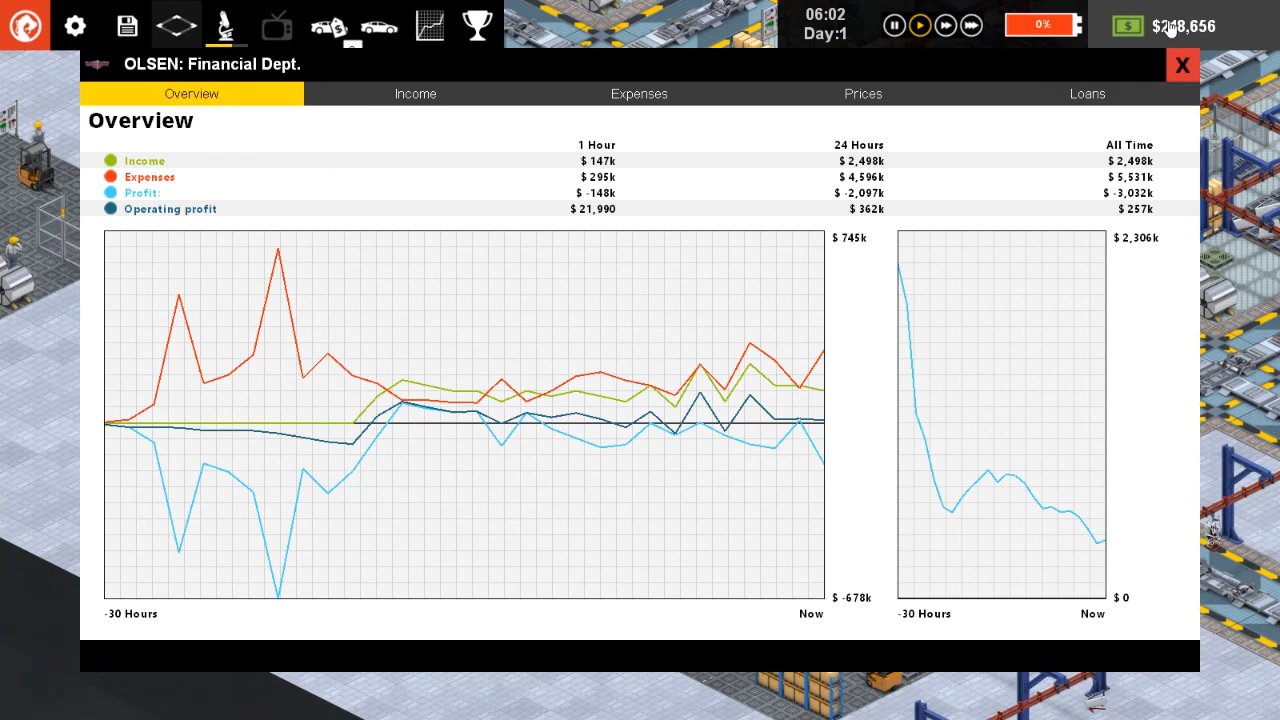 06:02
Day:1
0%
OLSEN: Financial Dept.
X
Overview Income Expenses Prices Loans
Overview
1 Hour 24 Hours All Time
Income $ 147k $ 2,498k $ 2,498k
Expenses $ 295k $ 4,596k $ 5,531k
Profit: $ -148k $ -2,097k $ -3,032k
Operating profit $ 21,990 $ 362k $ 257k
$ 745k
$ 2,306k
$ -678k
$ 0
-30 Hours Now
-30 Hours Now